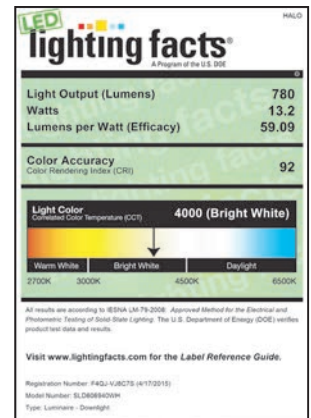 LED
HALO
lighting facts®
A Program of the U.S. DOE
Light Output (Lumens) 780
Watts 13.2
Lumens per Watt (Efficacy) 59.09
Color Accuracy
Color Rendering Index (CRI) 92
Light Color
Correlated Color Temperature (CCT) 4000 (Bright White)
Warm White Bright White Daylight
2700K 3000K 4500K 6500K
All results are according to IESNA LM-79-2008: Approved Method for the Electrical and
Photometric Testing of Solid-State Lighting. The U.S. Department of Energy (DOE) verifies
product test data and results.
Visit www.lightingfacts.com for the Label Reference Guide.
Registration Number: F4QJ-VJ8C7S (4/17/2015)
Model Number: SLD606940WH
Type: Luminaire - Downlight